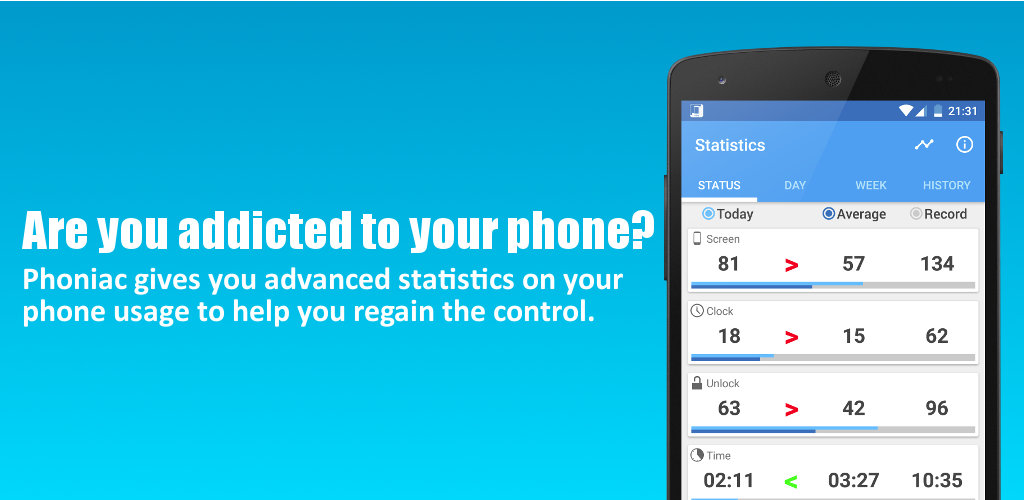 Are you addicted to your phone?
Phoniac gives you advanced statistics on your
phone usage to help you regain the control.
21:31
Statistics
STATUS DAY WEEK HISTORY
Today Average Record
Screen
81 > 57 134
Clock
18 > 15 62
Unlock
63 > 42 96
Time
02:11 < 03:27 10:35